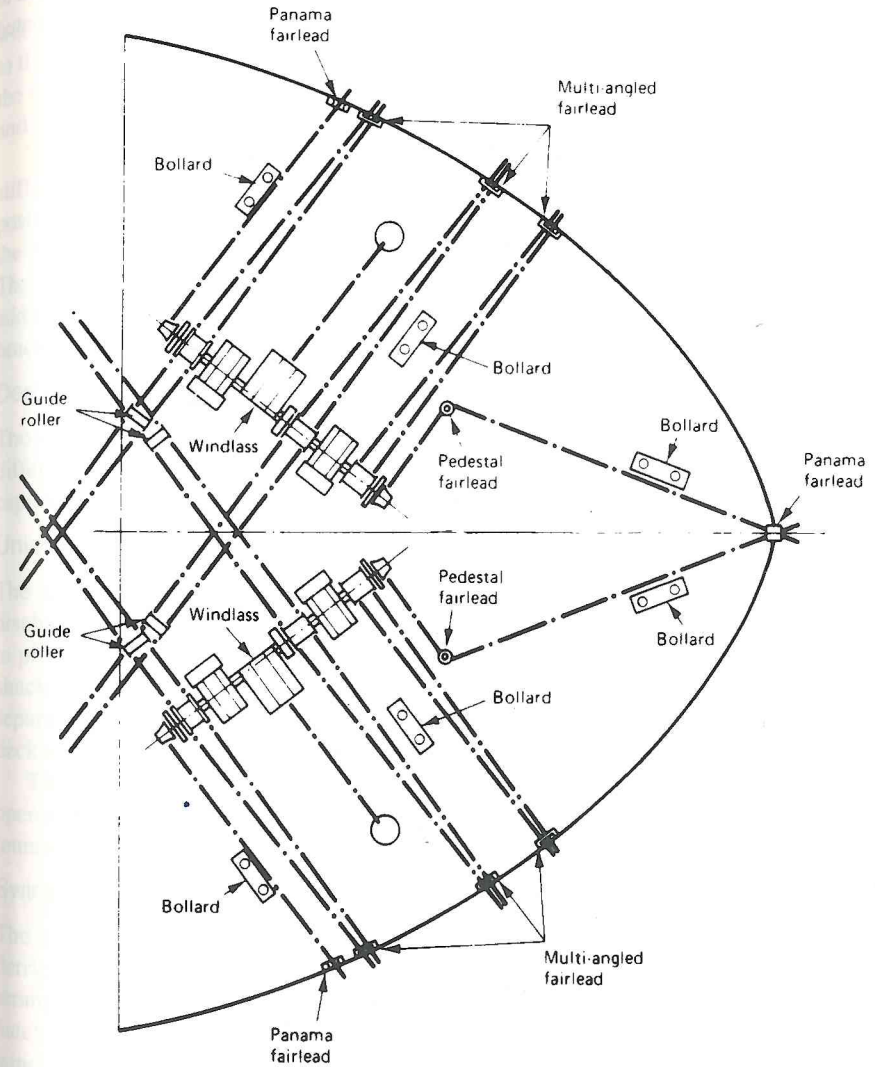 Panama
fairlead
Multi-angled
fairlead
Bollard
Bollard
Guide
roller
Windlass
Bollard
Pedestal
fairlead
Panama
fairlead
Pedestal
fairlead
Windlass
Guide
roller
Bollard
Bollard
Bollard
Multi-angled
fairlead
Panama
fairlead